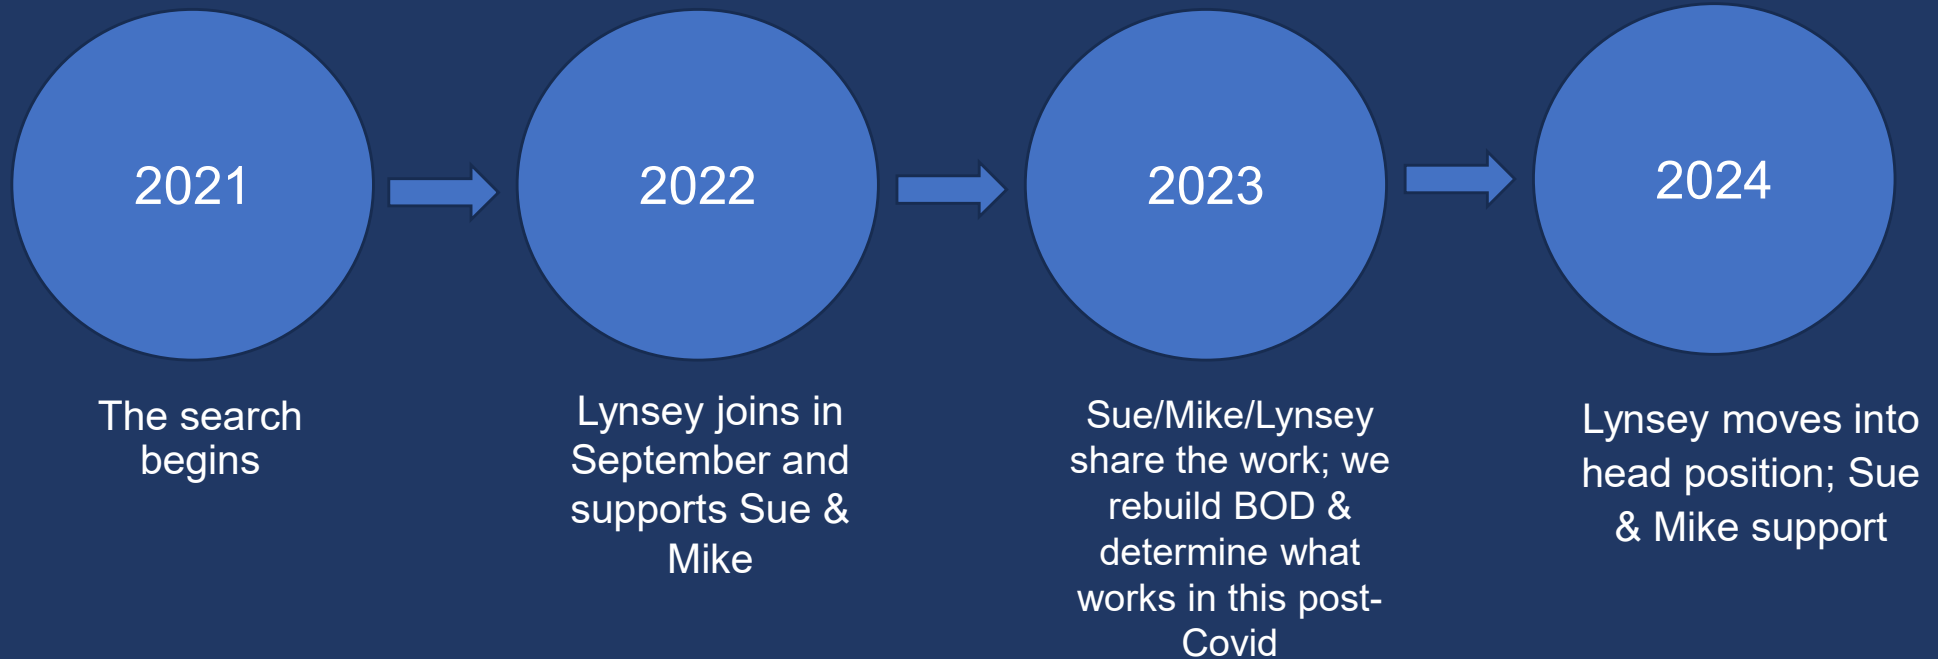 2021
2022
2023
2024
The search
begins
Lynsey joins in
September and
supports Sue &
Mike
Sue/Mike/Lynsey
share the work; we
rebuild BOD &
determine what
works in this post-
Covid
Lynsey moves into
head position; Sue
& Mike support